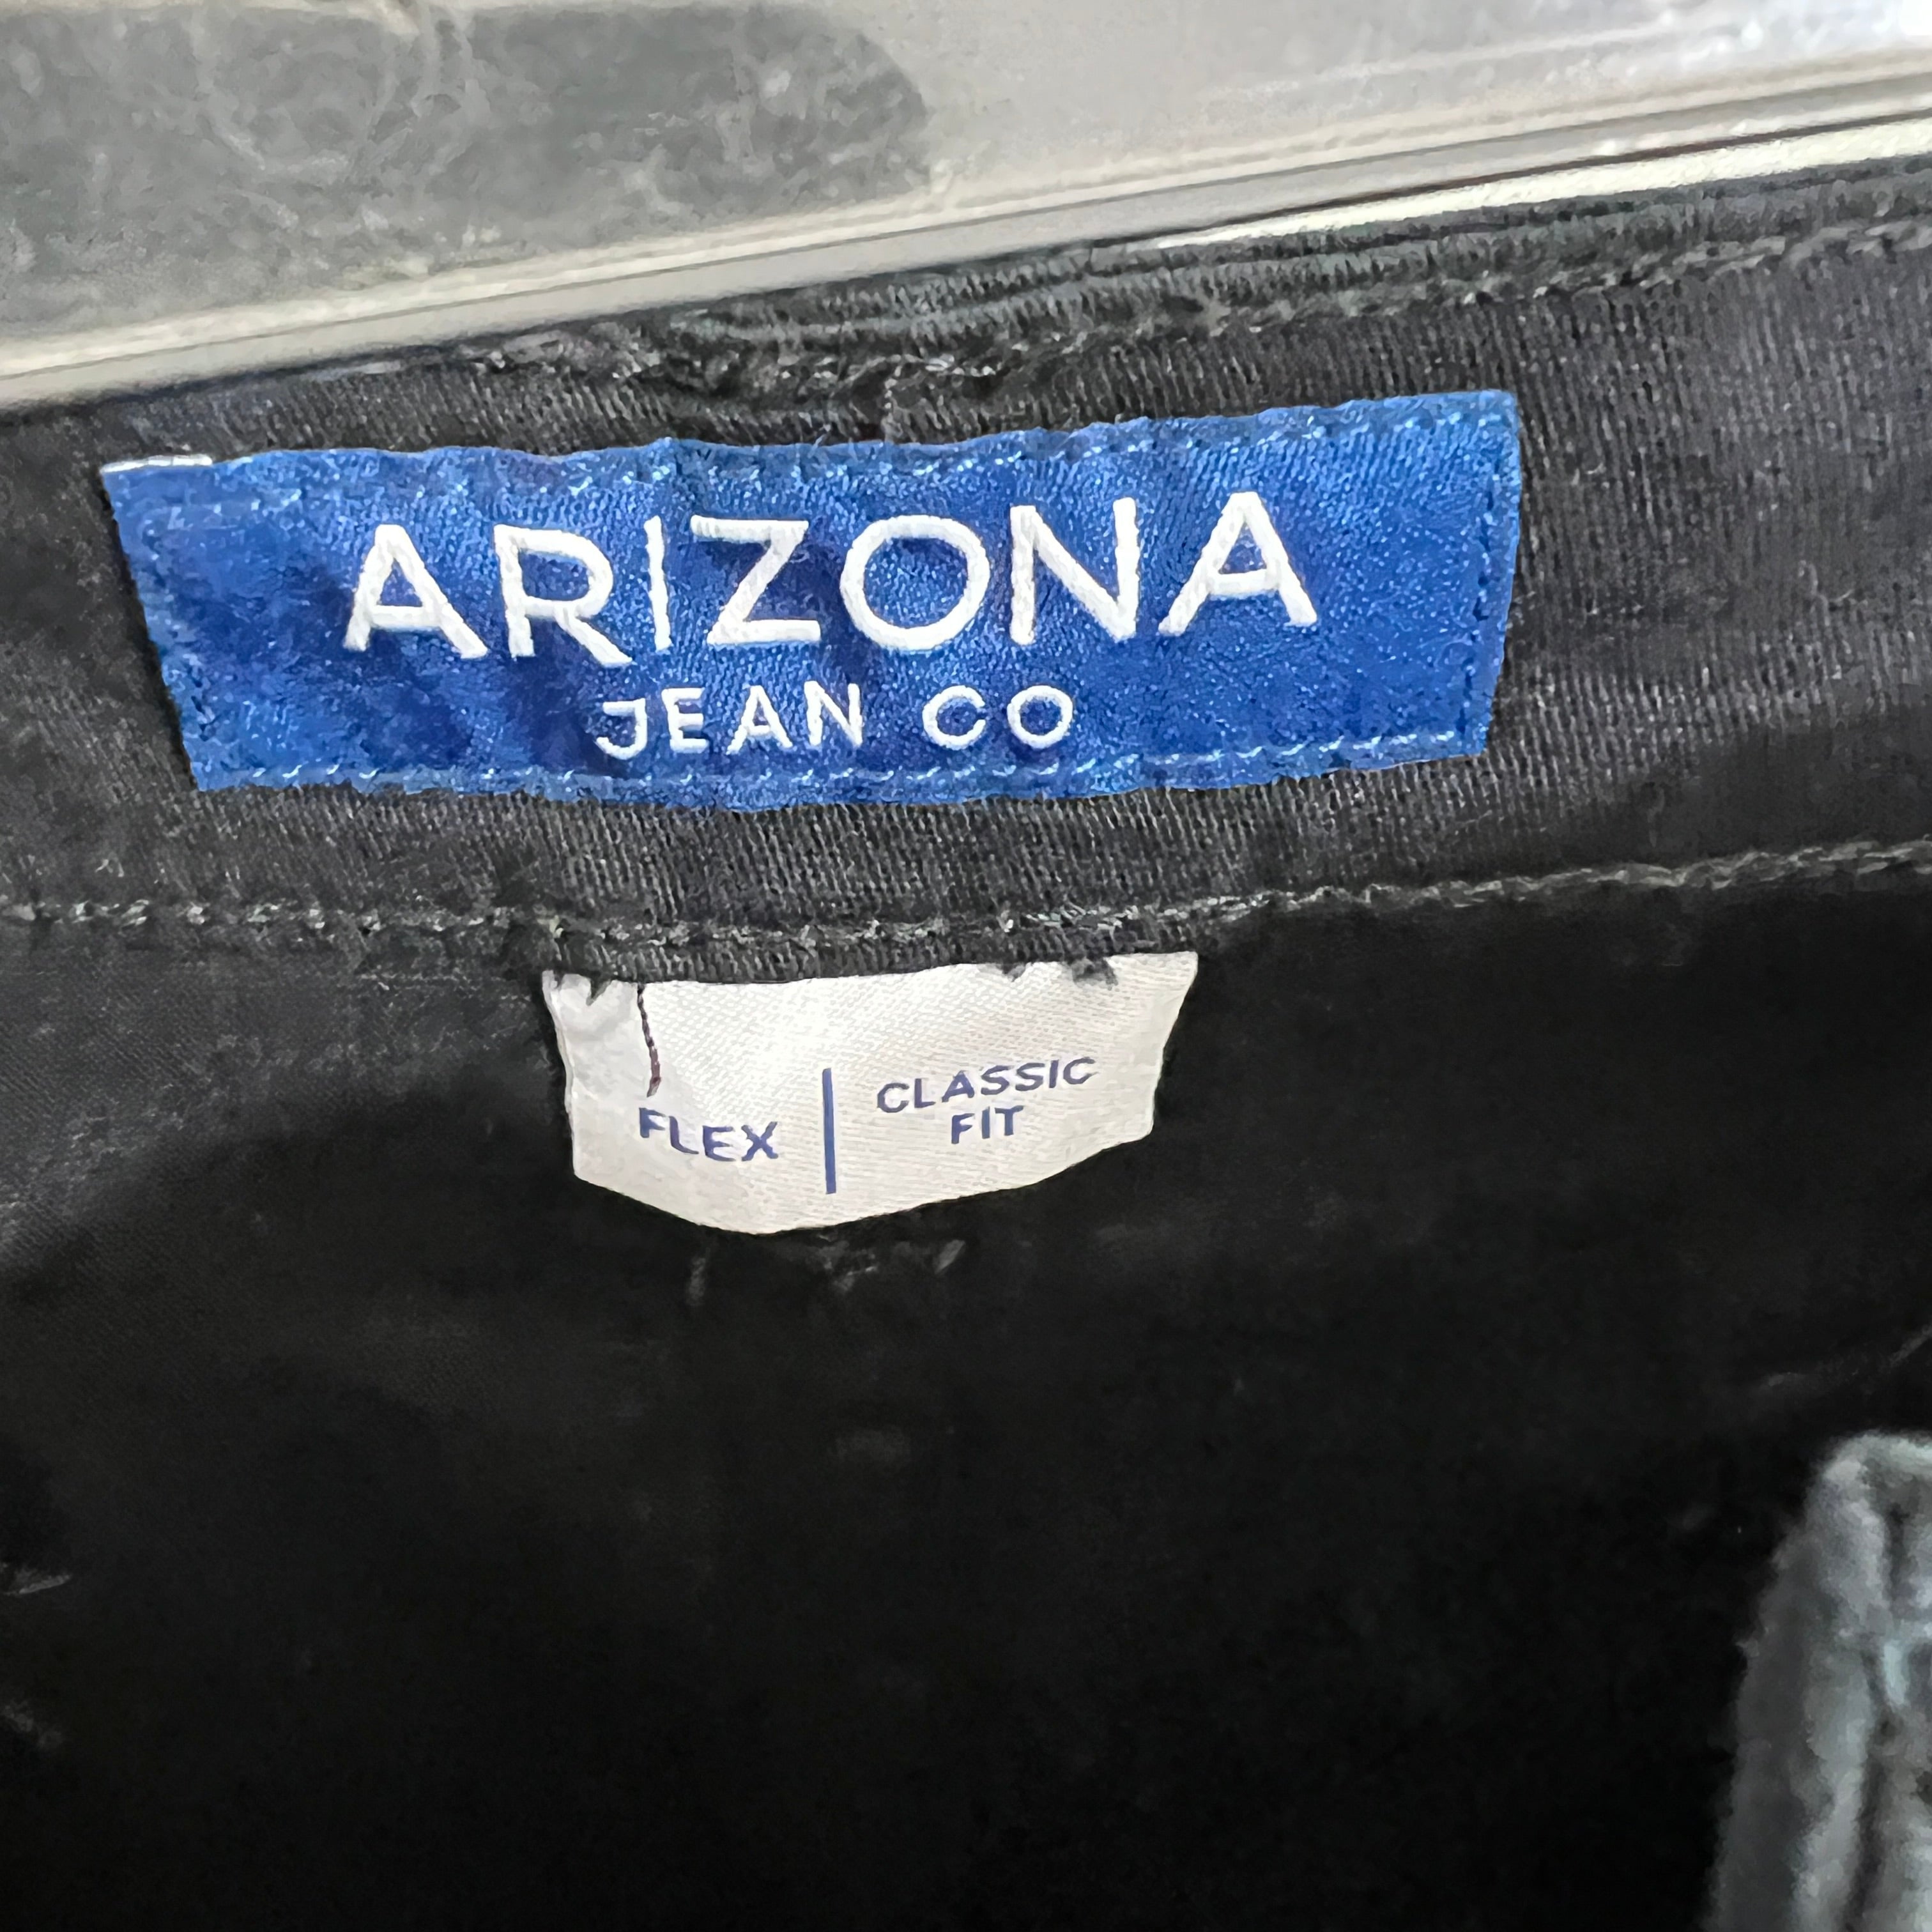 ARIZONA
JEAN CO
FLEX
CLASSIC
FIT